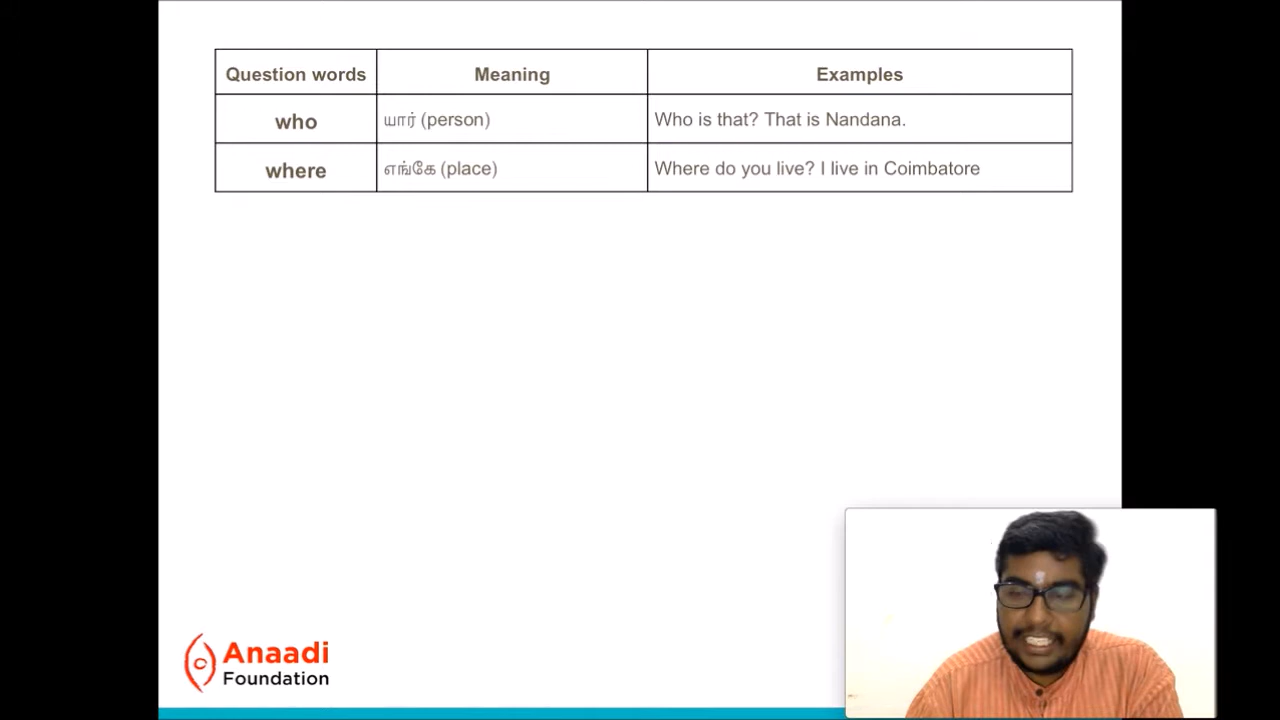 Question words Meaning Examples
who யார் (person) Who is that? That is Nandana.
where எங்கே (place) Where do you live? I live in Coimbatore
Anaadi
Foundation